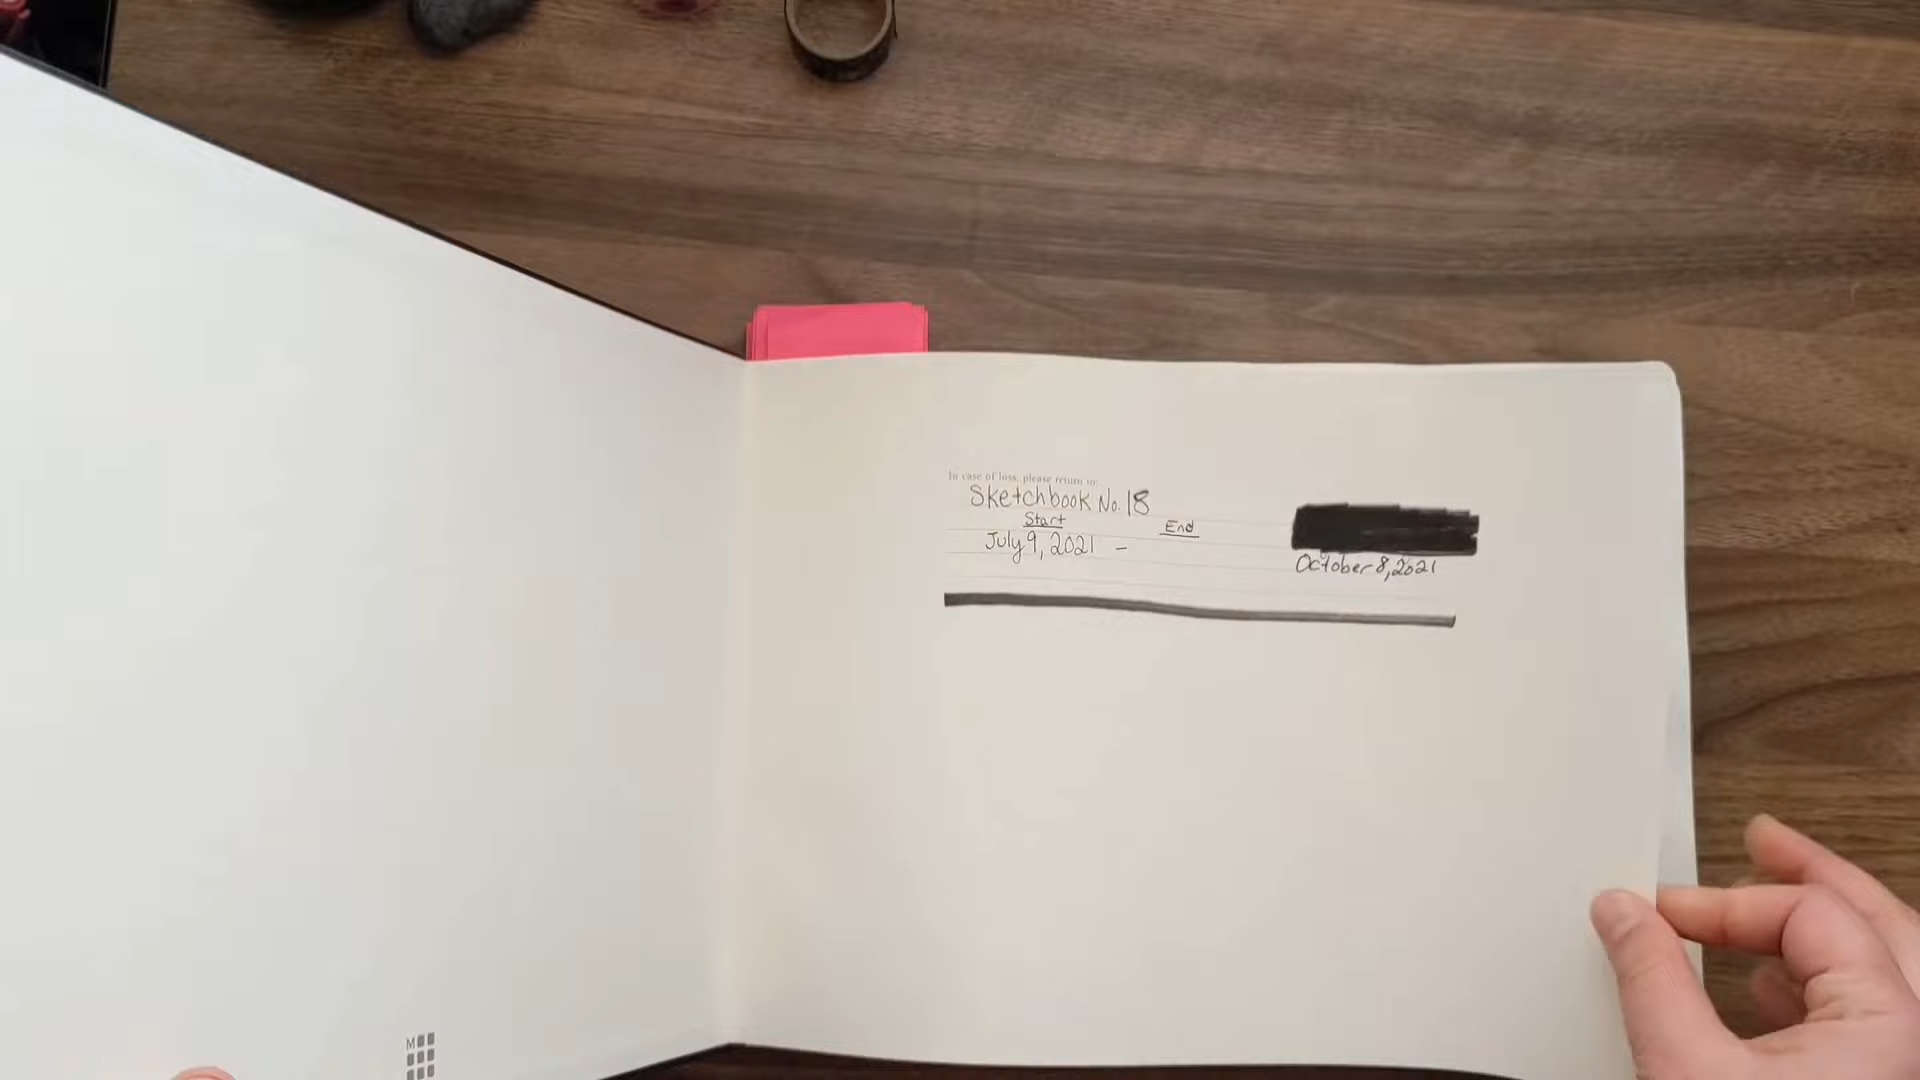 In case of loss, please return to:
Sketchbook No. 18
Start
End
July 9, 2021 -
October 8, 2021
M